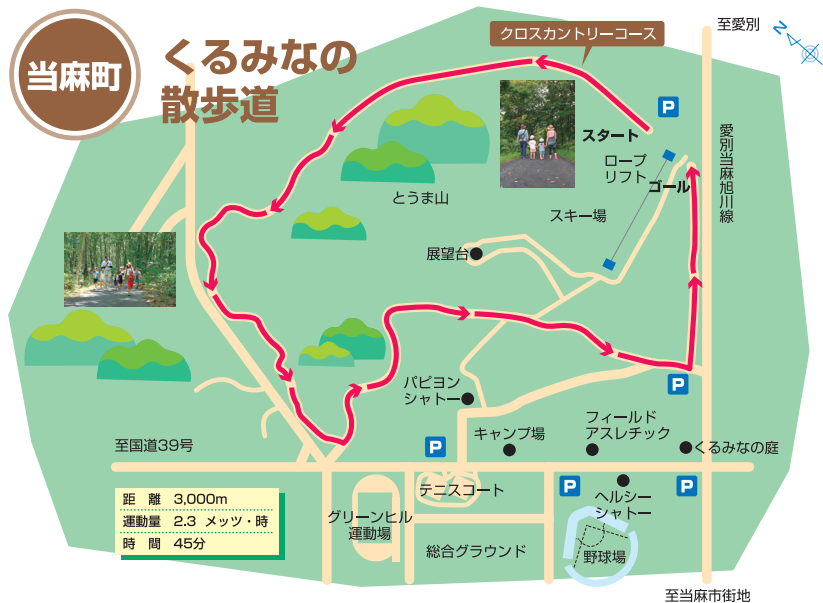 当麻町
くるみなの
散歩道
クロスカントリーコース
至愛別
Z
P
スタート
ロープ
リフト
ゴール
愛別当麻旭川線
とうま山
スキー場
展望台
パピヨン
シャトー
P
P
キャンプ場
フィールド
アスレチック
くるみなの庭
至国道39号
テニスコート
P
P
ヘルシー
シャトー
グリーンヒル
運動場
総合グラウンド
野球場
距 離 3,000m
運動量 2.3 メッツ・時
時 間 45分
至当麻市街地